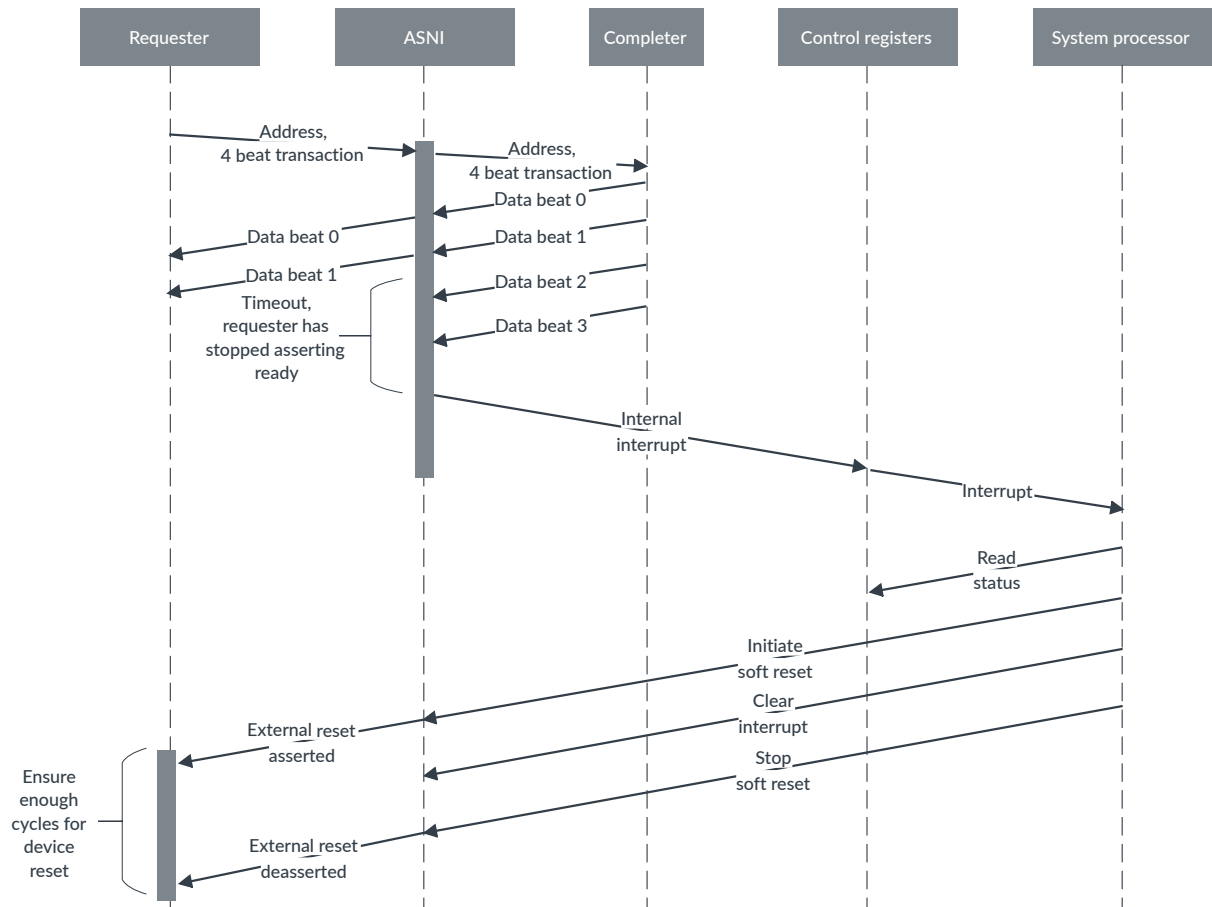 Requester
ASNI
Completer
Control registers
System processor
Address,
4 beat transaction
Address,
4 beat transaction
Data beat 0
Data beat 0
Data beat 1
Data beat 1
Data beat 2
Timeout,
requester has
stopped asserting
ready
Data beat 3
Internal
interrupt
Interrupt
Read
status
Initiate
soft reset
Clear
interrupt
External reset
asserted
Stop
soft reset
Ensure
enough
cycles for
device
reset
External reset
deasserted